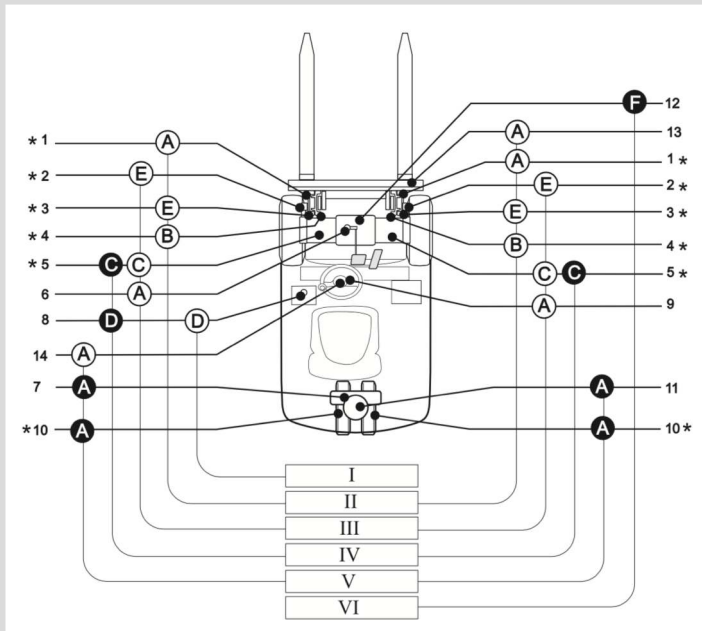 F 12
* 1 A A 13
A 1 *
* 2 E E 2 *
* 3 E E 3 *
* 4 B B 4 *
* 5 C C C C 5 *
6 A A 9
8 D D
14 A
7 A A 11
* 10 A A 10 *
I
II
III
IV
V
VI